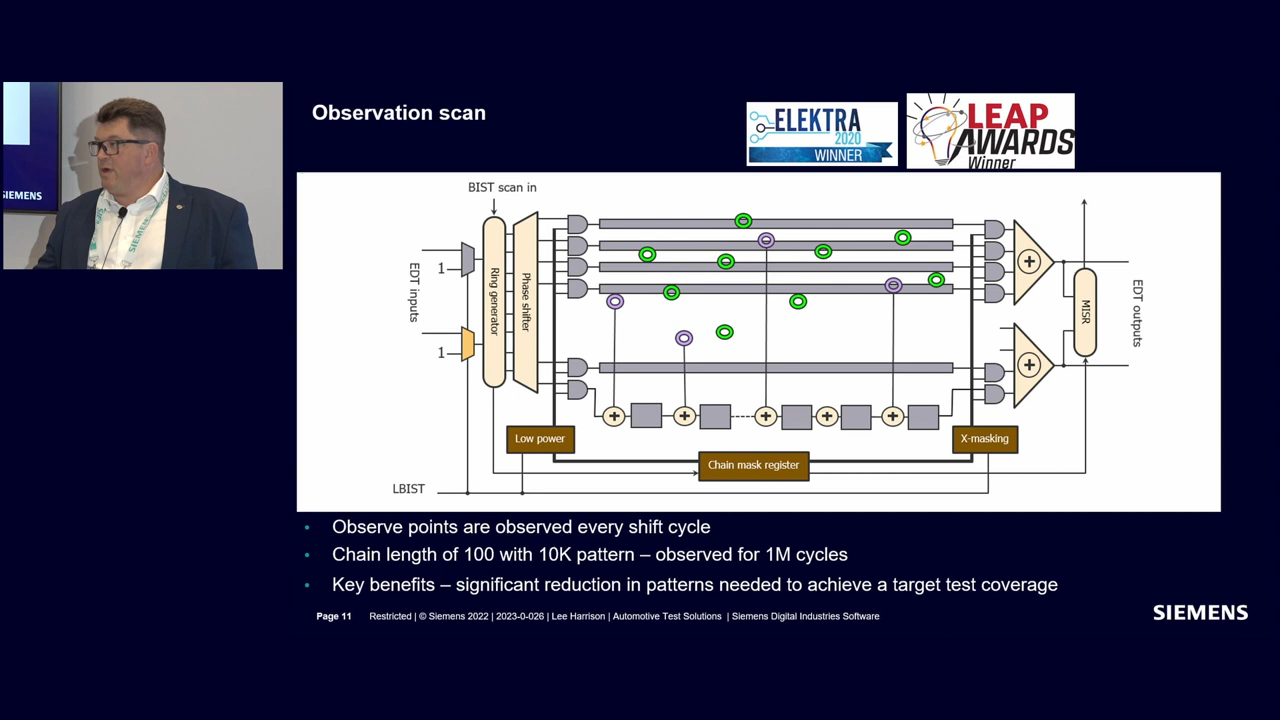 Observation scan
ELEKTRA
2020
WINNER
LEAP
AWARDS
Winner
SIEMENS
SIEMENS
BIST scan in
EDT inputs
1
1
Ring generator
Phase shifter
+
+
MISR
EDT outputs
+ + + + +
Low power
X-masking
Chain mask register
LBIST
• Observe points are observed every shift cycle
• Chain length of 100 with 10K pattern – observed for 1M cycles
• Key benefits – significant reduction in patterns needed to achieve a target test coverage
Page 11 Restricted | © Siemens 2022 | 2023-0-026 | Lee Harrison | Automotive Test Solutions | Siemens Digital Industries Software
SIEMENS